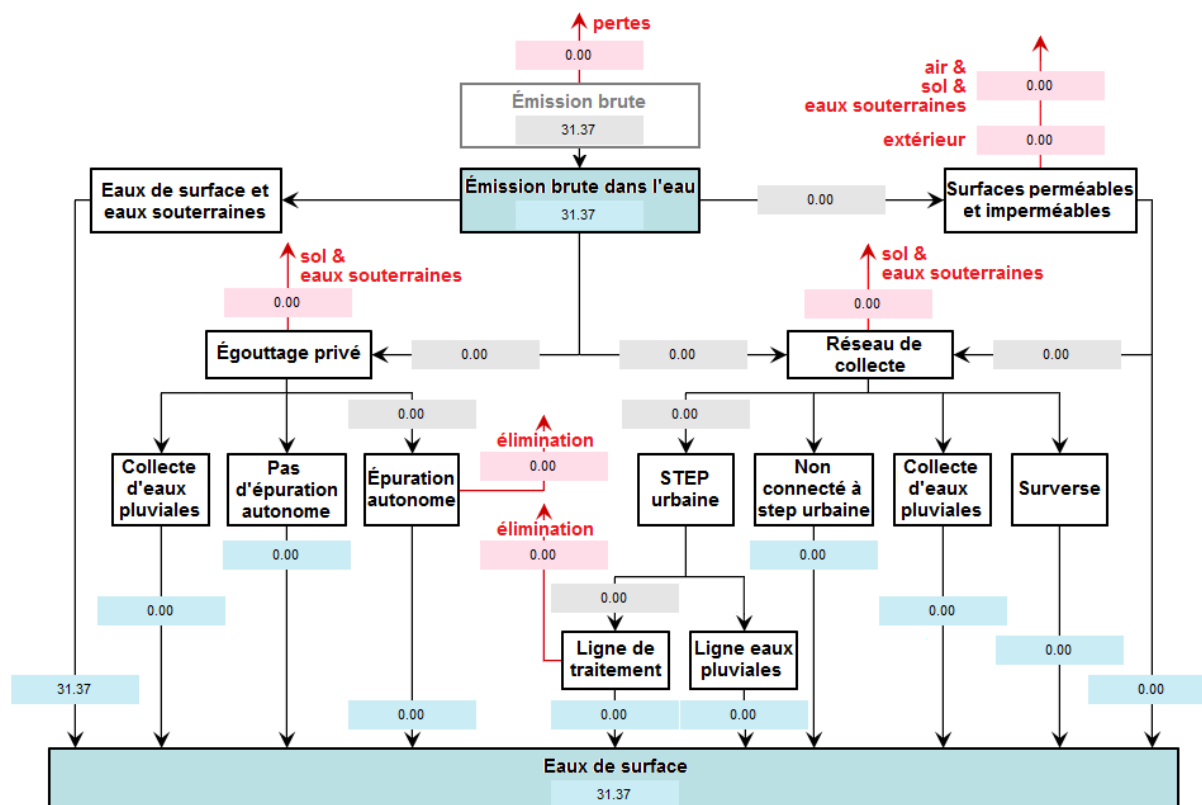 pertes
0.00
Émission brute
31.37
air &
sol &
eaux souterraines
0.00
extérieur
0.00
Eaux de surface et
eaux souterraines
Émission brute dans l'eau
31.37
0.00
Surfaces perméables
et imperméables
sol &
eaux souterraines
0.00
sol &
eaux souterraines
0.00
Égouttage privé
0.00
0.00
Réseau de
collecte
0.00
0.00
0.00
élimination
0.00
Collecte
d'eaux
pluviales
Pas
d'épuration
autonome
Épuration
autonome
STEP
urbaine
Non
connecté à
step urbaine
Collecte
d'eaux
pluviales
Surverse
élimination
0.00
0.00
0.00
0.00
0.00
0.00
Ligne de
traitement
Ligne eaux
pluviales
0.00
31.37
0.00
0.00
0.00
0.00
Eaux de surface
31.37